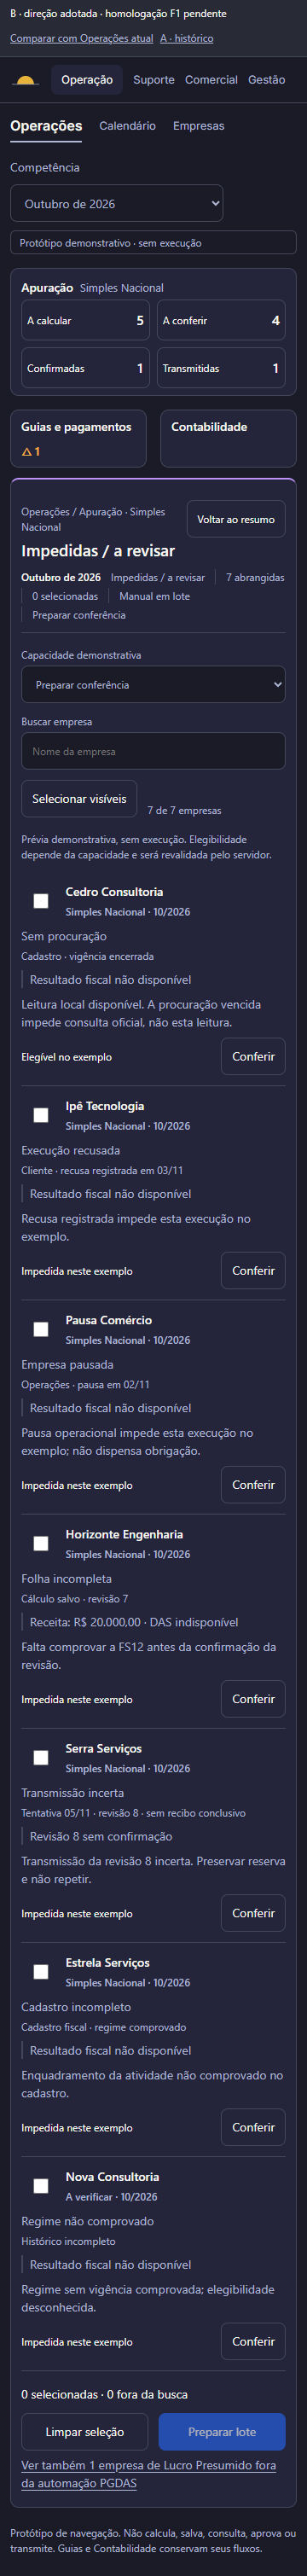 B · direção adotada · homologação F1 pendente
Comparar com Operações atual A · histórico
Operação Suporte Comercial Gestão
Operações Calendário Empresas
Competência
Outubro de 2026
Protótipo demonstrativo · sem execução
Apuração Simples Nacional
A calcular 5 A conferir 4
Confirmadas 1 Transmitidas 1
Guias e pagamentos Contabilidade
△ 1
Operações / Apuração · Simples
Nacional
Voltar ao resumo
Impedidas / a revisar
Outubro de 2026 Impedidas / a revisar 7 abrangidas
0 selecionadas Manual em lote
Preparar conferência
Capacidade demonstrativa
Preparar conferência
Buscar empresa
Nome da empresa
Selecionar visíveis 7 de 7 empresas
Prévia demonstrativa, sem execução. Elegibilidade
depende da capacidade e será revalidada pelo servidor.
Cedro Consultoria
Simples Nacional · 10/2026
Sem procuração
Cadastro · vigência encerrada
Resultado fiscal não disponível
Leitura local disponível. A procuração vencida
impede consulta oficial, não esta leitura.
Elegível no exemplo Conferir
Ipê Tecnologia
Simples Nacional · 10/2026
Execução recusada
Cliente · recusa registrada em 03/11
Resultado fiscal não disponível
Recusa registrada impede esta execução no
exemplo.
Impedida neste exemplo Conferir
Pausa Comércio
Simples Nacional · 10/2026
Empresa pausada
Operações · pausa em 02/11
Resultado fiscal não disponível
Pausa operacional impede esta execução no
exemplo; não dispensa obrigação.
Impedida neste exemplo Conferir
Horizonte Engenharia
Simples Nacional · 10/2026
Folha incompleta
Cálculo salvo · revisão 7
Receita: R$ 20.000,00 · DAS indisponível
Falta comprovar a FS12 antes da confirmação da
revisão.
Impedida neste exemplo Conferir
Serra Serviços
Simples Nacional · 10/2026
Transmissão incerta
Tentativa 05/11 · revisão 8 · sem recibo conclusivo
Revisão 8 sem confirmação
Transmissão da revisão 8 incerta. Preservar reserva
e não repetir.
Impedida neste exemplo Conferir
Estrela Serviços
Simples Nacional · 10/2026
Cadastro incompleto
Cadastro fiscal · regime comprovado
Resultado fiscal não disponível
Enquadramento da atividade não comprovado no
cadastro.
Impedida neste exemplo Conferir
Nova Consultoria
A verificar · 10/2026
Regime não comprovado
Histórico incompleto
Resultado fiscal não disponível
Regime sem vigência comprovada; elegibilidade
desconhecida.
Impedida neste exemplo Conferir
0 selecionadas · 0 fora da busca
Limpar seleção Preparar lote
Ver também 1 empresa de Lucro Presumido fora
da automação PGDAS
Protótipo de navegação. Não calcula, salva, consulta, aprova ou
transmite. Guias e Contabilidade conservam seus fluxos.